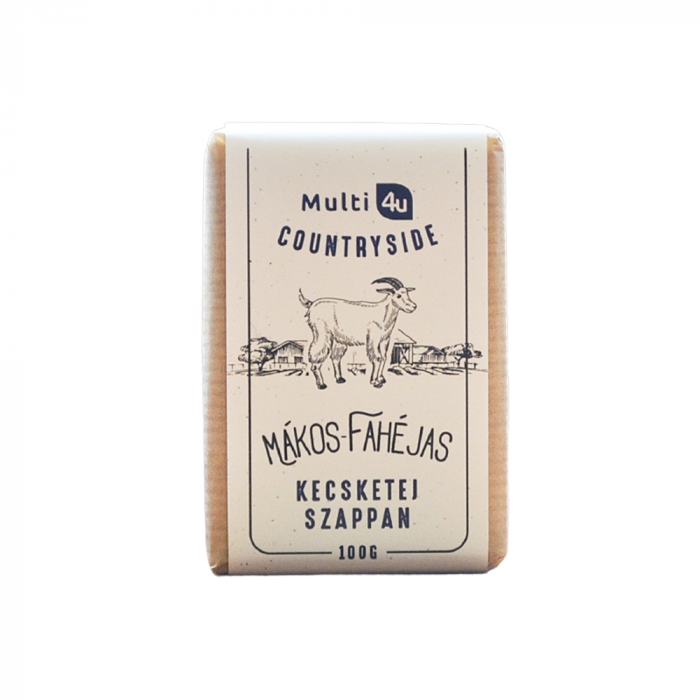 Multi 4u
COUNTRYSIDE
MÁKOS-FAHÉJAS
KECSKETEJ
SZAPPAN
100G